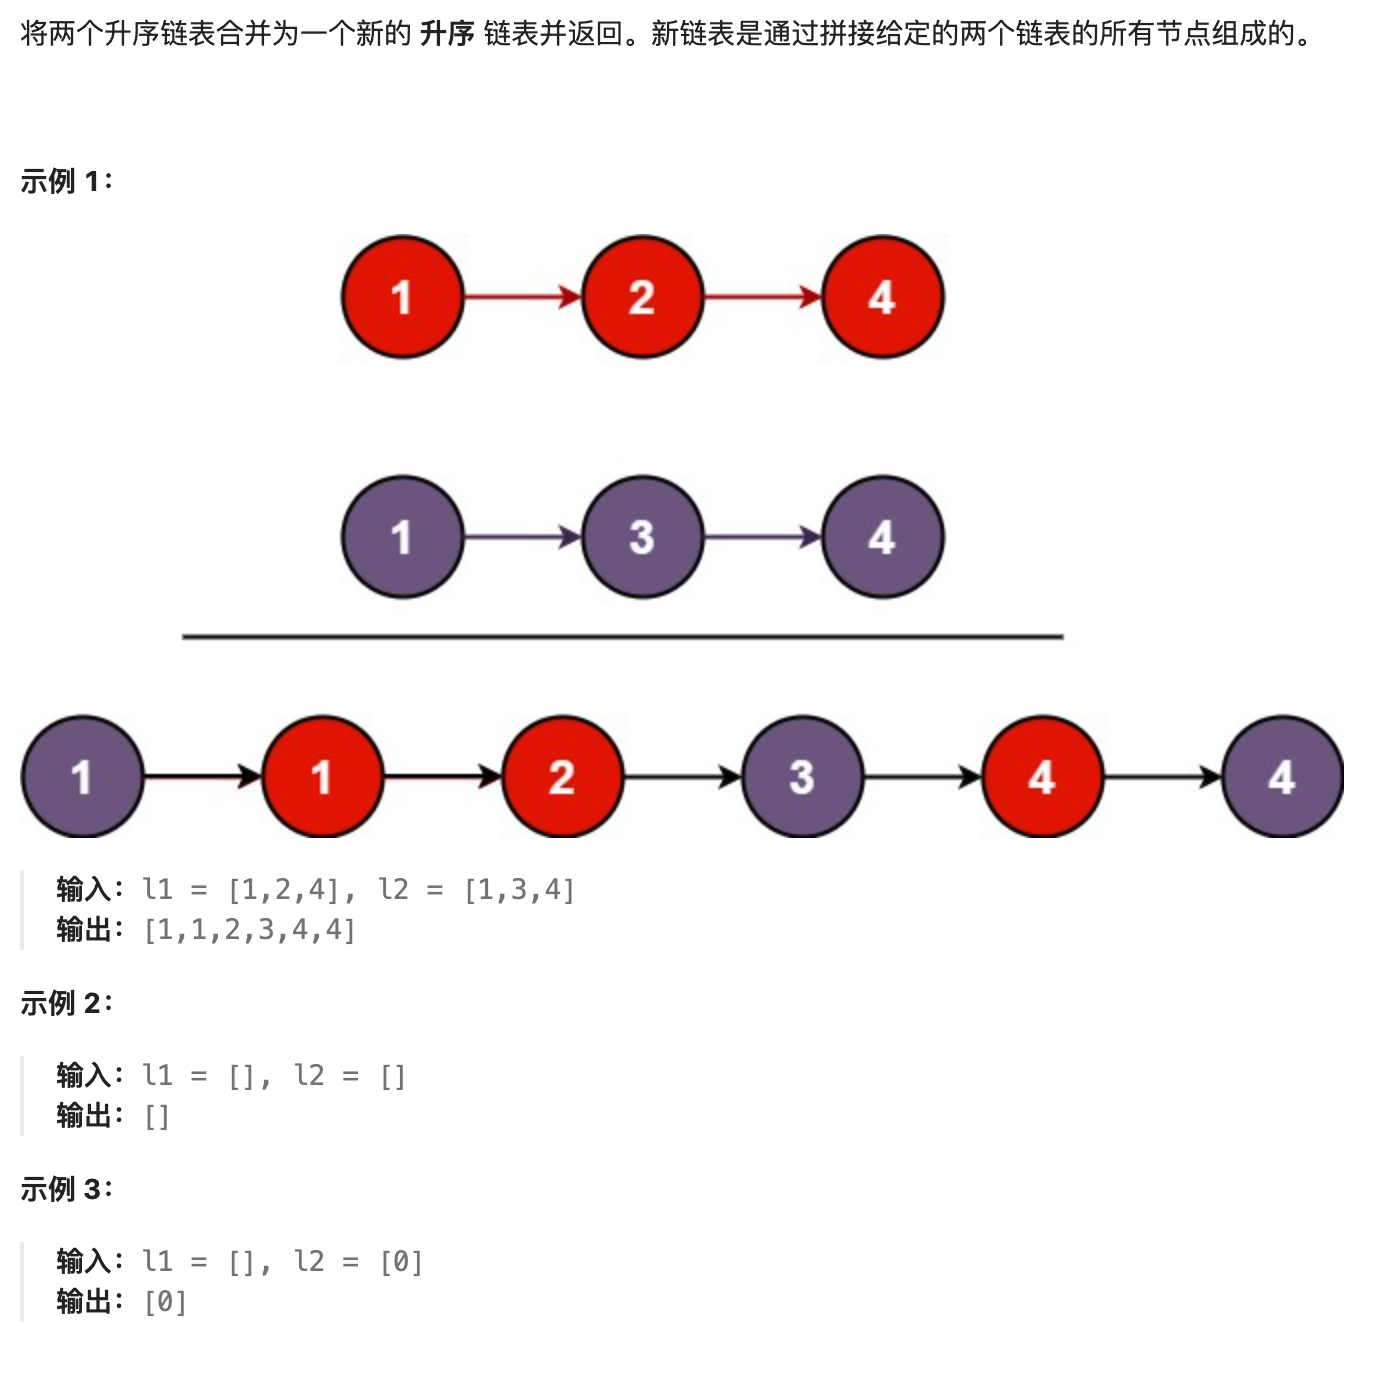 将两个升序链表合并为一个新的 升序 链表并返回。新链表是通过拼接给定的两个链表的所有节点组成的。
示例 1：
1 2 4
1 3 4
1 1 2 3 4 4
输入：l1 = [1,2,4], l2 = [1,3,4]
输出：[1,1,2,3,4,4]
示例 2：
输入：l1 = [], l2 = []
输出：[]
示例 3：
输入：l1 = [], l2 = [0]
输出：[0]